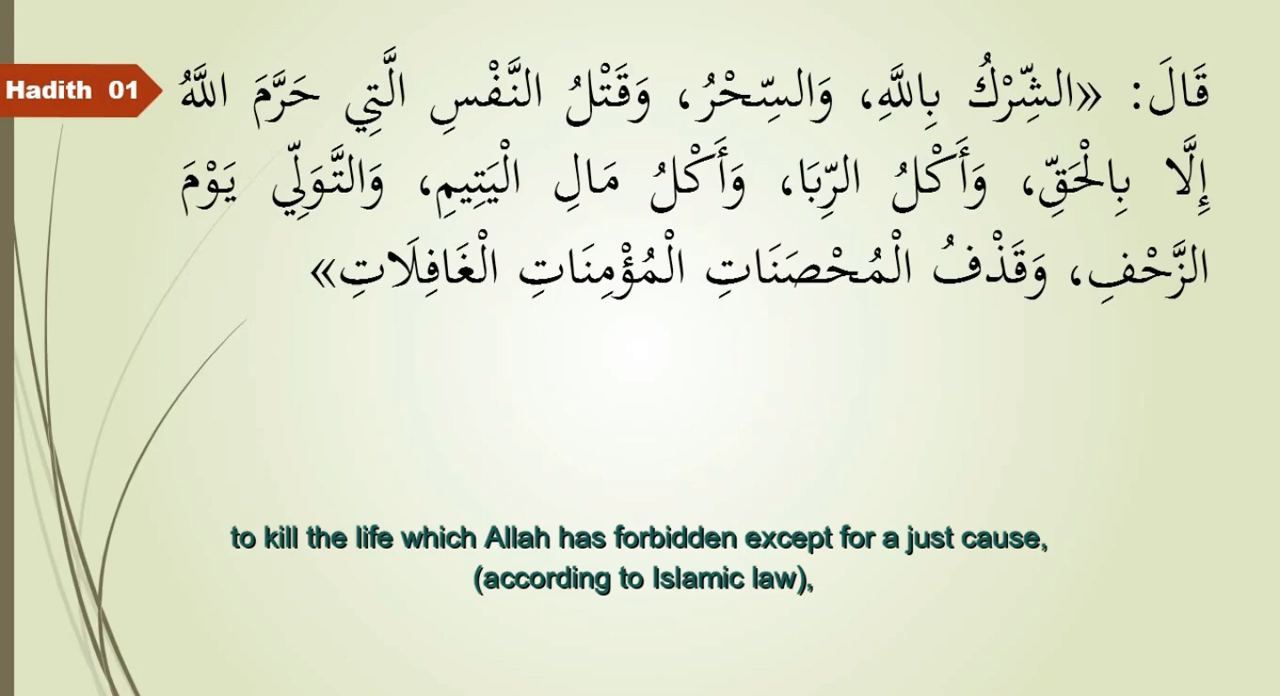 Hadith 01
قَالَ: «الشِّرْكُ بِاللَّهِ، وَالسِّحْرُ، وَقَتْلُ النَّفْسِ الَّتِي حَرَّمَ اللَّهُ
إِلَّا بِالْحَقِّ، وَأَكْلُ الرِّبَا، وَأَكْلُ مَالِ الْيَتِيمِ، وَالتَّوَلِّي يَوْمَ
الزَّحْفِ، وَقَذْفُ الْمُحْصَنَاتِ الْمُؤْمِنَاتِ الْغَافِلَاتِ»
to kill the life which Allah has forbidden except for a just cause,
(according to Islamic law),